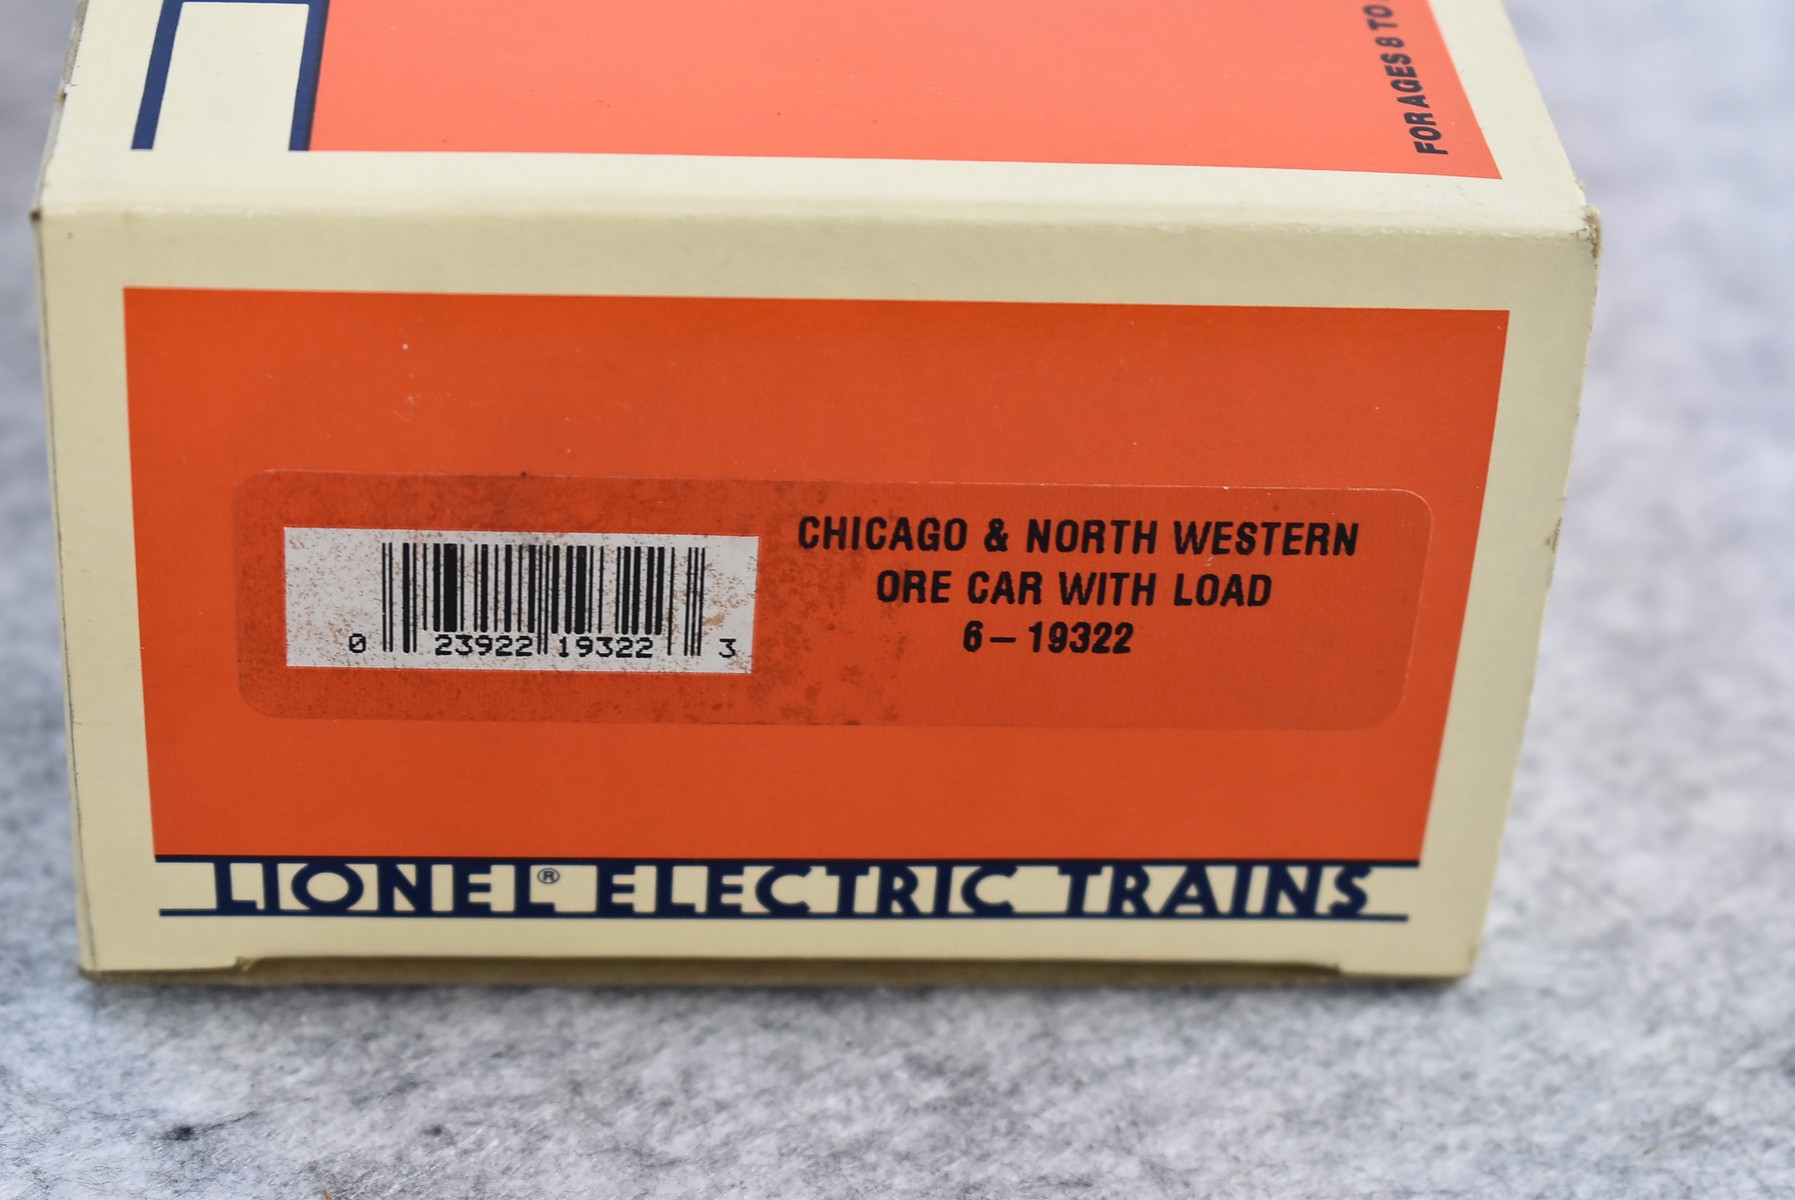 FOR AGES 8 TO
CHICAGO & NORTH WESTERN
ORE CAR WITH LOAD
6–19322
0 23922 19322 3
LIONEL® ELECTRIC TRAINS